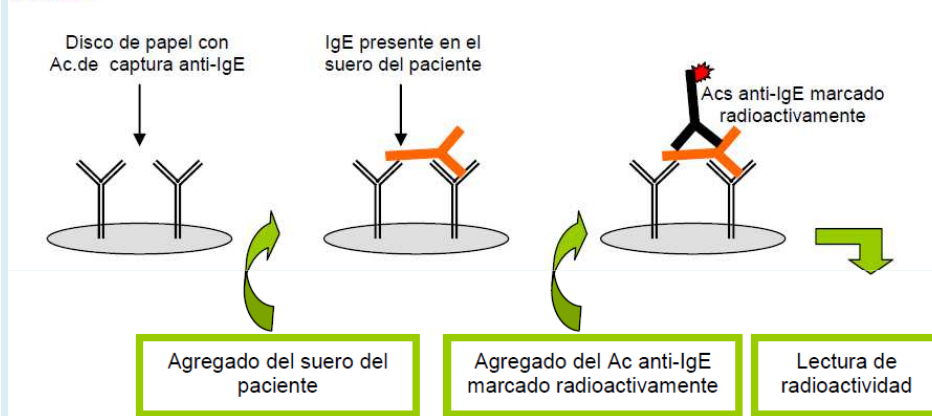 Disco de papel con
Ac.de captura anti-IgE
IgE presente en el
suero del paciente
Acs anti-IgE marcado
radioactivamente
Agregado del suero del
paciente
Agregado del Ac anti-IgE
marcado radioactivamente
Lectura de
radioactividad